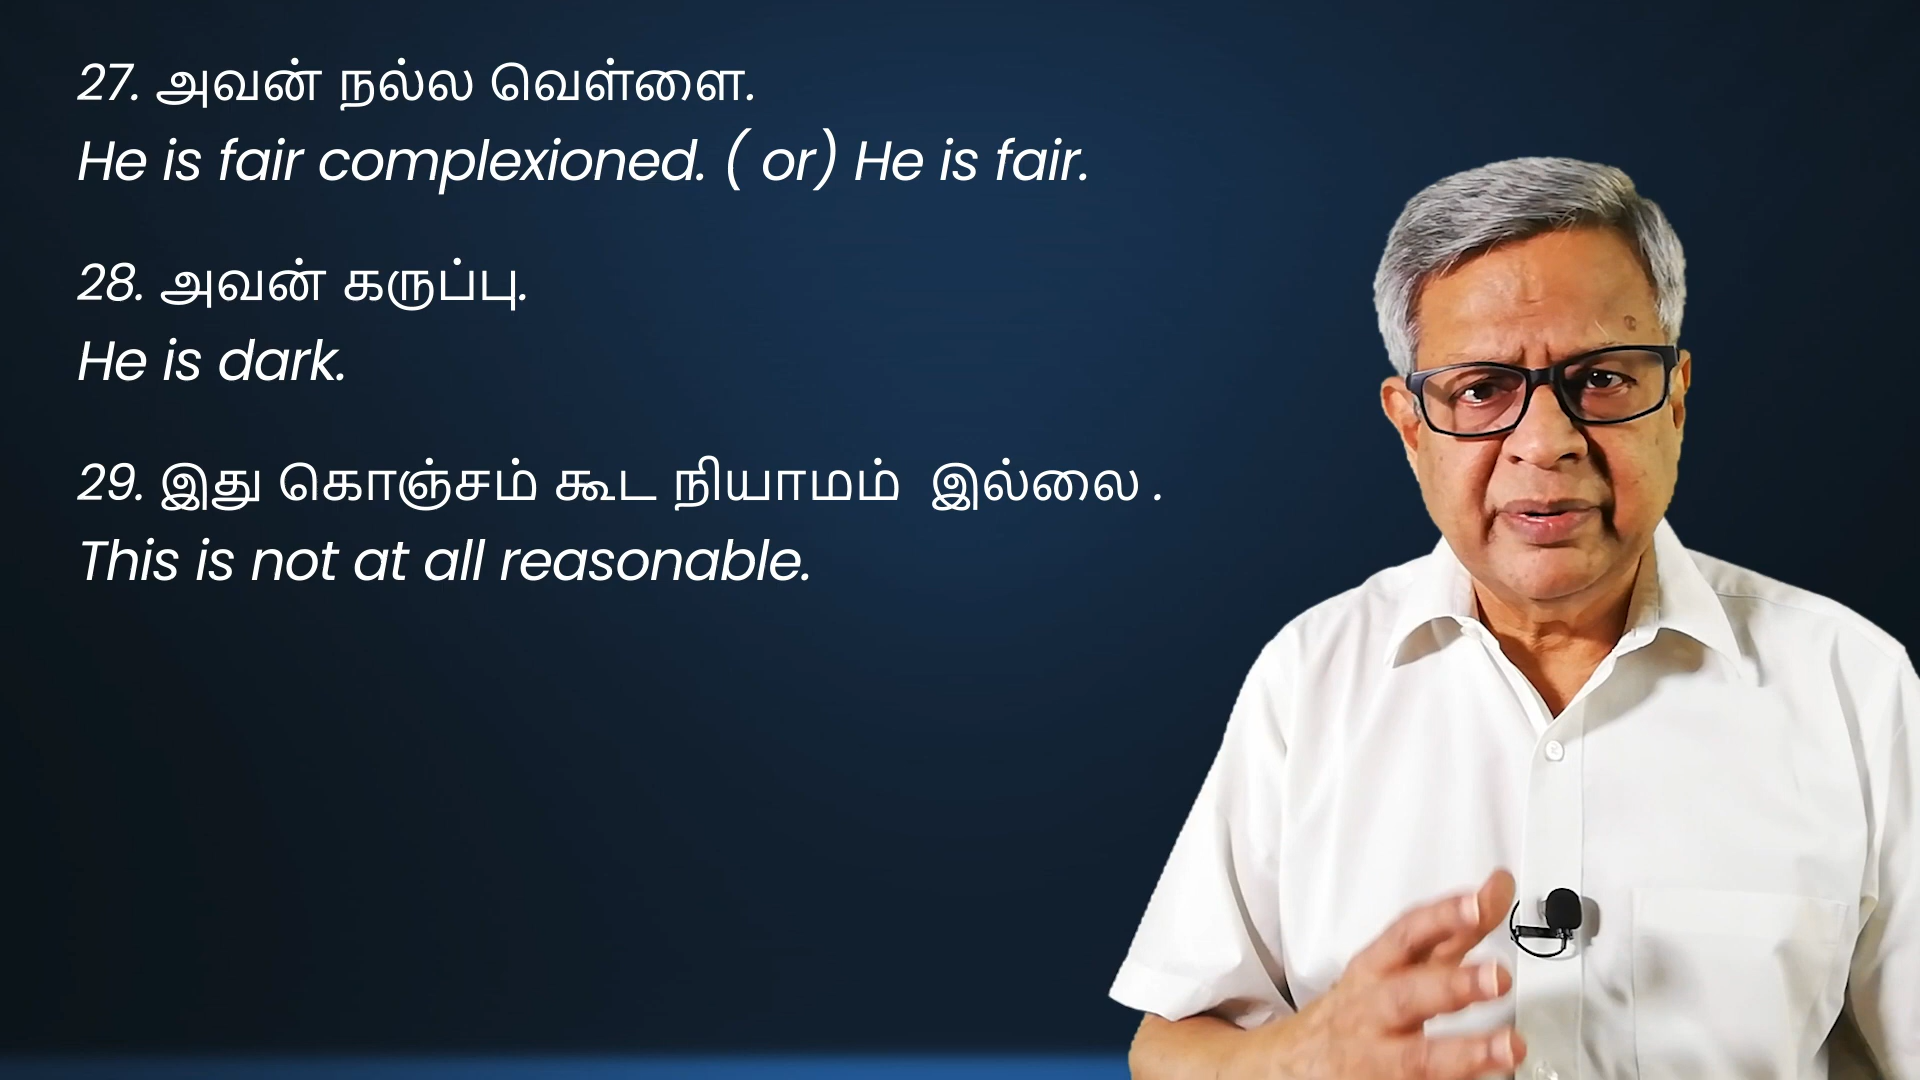 27. அவன் நல்ல வெள்ளை.
He is fair complexioned. ( or) He is fair.
28. அவன் கருப்பு.
He is dark.
29. இது கொஞ்சம் கூட நியாமம்  இல்லை .
This is not at all reasonable.